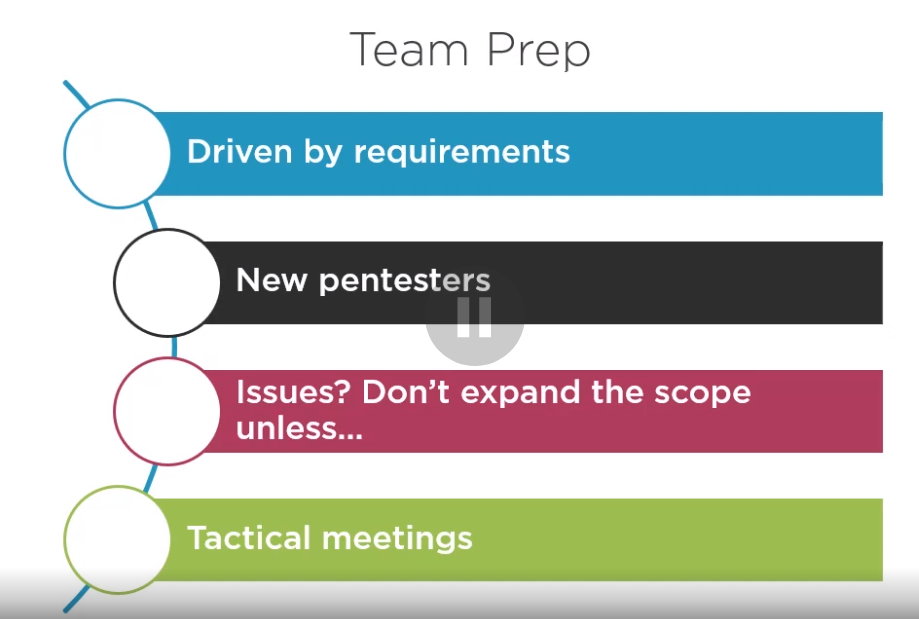 Team Prep
Driven by requirements
New pentesters
Issues? Don’t expand the scope
unless...
Tactical meetings